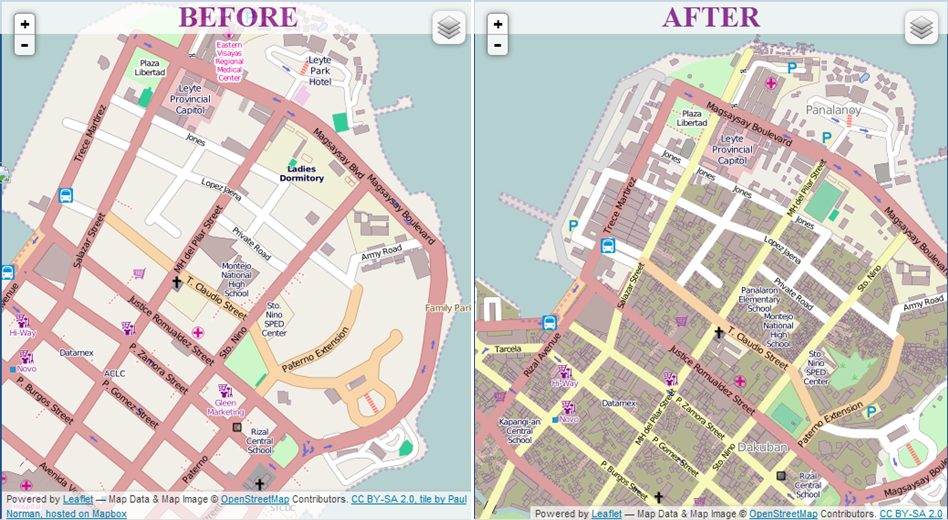 BEFORE
+
-
Eastern
Visayas
Regional
Medical
Center
Leyte
Park
Hotel
Plaza
Libertad
Leyte
Provincial
Capitol
Trece Martirez
Jones
Magsaysay Blvd
Ladies
Dormitory
Magsaysay Boulevard
Lopez Jaena
Salazar Street
MH del Pilar Street
Private Road
Army Road
Montejo
National
High
School
T. Claudio Street
Sto.
Nino
SPED
Center
Family Park
Justice Romualdez Street
Sto. Nino
Hi-Way
Novo
Datamex
AGLC
P. Zamora Street
Paterno Extension
P. Burgos Street
P. Gomez Street
Gleen
Marketing
Rizal
Central
School
Paterno
Avenida Ve
STCDC
Powered by Leaflet — Map Data & Map Image © OpenStreetMap Contributors. CC BY-SA 2.0, tile by Paul
Norman, hosted on Mapbox
AFTER
+
-
P
Panalanoy
Magsaysay Boulevard
Plaza
Libertad
Leyte
Provincial
Capitol
P
Jones
Jones
Jones
MH del Pilar Street
Trece Martirez
Jones
Magsaysay Boulevard
P
Lopez Jaena
Salazar Street
Private Road
Sto. Nino
Panalaron
Elementary
School
Montejo
National
High
School
Army Road
T. Claudio Street
Tarcela
Rizal Avenue
Justice Romualdez Street
Sto.
Nino
SPED
Center
Hi-Way
Novo
Datamex
MH del Pilar Street
P. Zamora Street
P
Paterno Extension
Kapangi-an
Central
School
P. Gomez Street
Dakuban
Sto. Nino
P. Burgos Street
Rizal
Central
School
Magsaysay Boule
Powered by Leaflet — Map Data & Map Image © OpenStreetMap Contributors. CC BY-SA 2.0